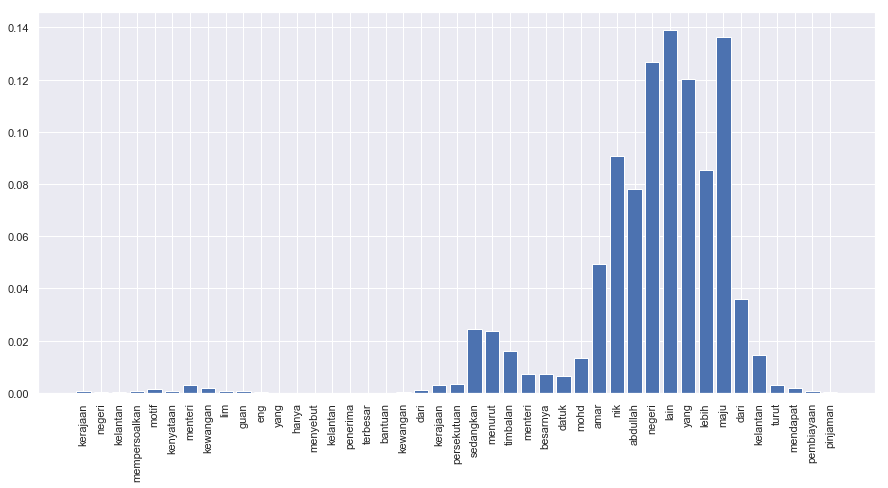 0.14
0.12
0.10
0.08
0.06
0.04
0.02
0.00
kerajaan
negeri
kelantan
mempersoalkan
motif
kenyataan
menteri
kewangan
lim
guan
eng
yang
hanya
menyebut
kelantan
penerima
terbesar
bantuan
kewangan
dari
kerajaan
persekutuan
sedangkan
menurut
timbalan
menteri
besarnya
datuk
mohd
amar
nik
abdullah
negeri
lain
yang
lebih
maju
dari
kelantan
turut
mendapat
pembiayaan
pinjaman